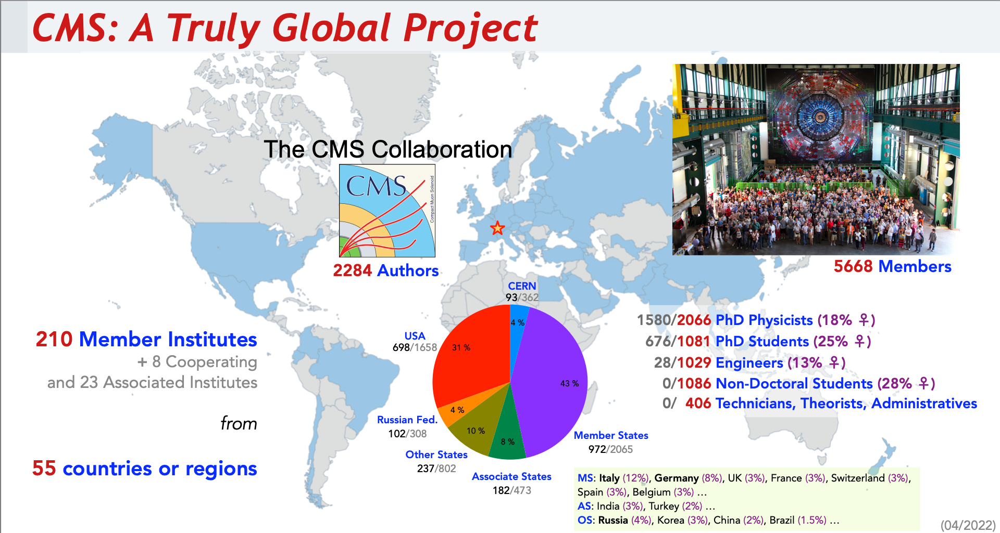 CMS: A Truly Global Project
The CMS Collaboration
CMS
Compact Muon Solenoid
2284 Authors
5668 Members
210 Member Institutes
+ 8 Cooperating
and 23 Associated Institutes
from
55 countries or regions
CERN
93/362
4 %
USA
698/1658
31 %
43 %
Russian Fed.
102/308
4 %
10 %
8 %
Other States
237/802
Associate States
182/473
Member States
972/2065
1580/2066 PhD Physicists (18% ♀)
676/1081 PhD Students (25% ♀)
28/1029 Engineers (13% ♀)
0/1086 Non-Doctoral Students (28% ♀)
0/ 406 Technicians, Theorists, Administratives
MS: Italy (12%), Germany (8%), UK (3%), France (3%), Switzerland (3%),
Spain (3%), Belgium (3%) ...
AS: India (3%), Turkey (2%) ...
OS: Russia (4%), Korea (3%), China (2%), Brazil (1.5%) ...
(04/2022)